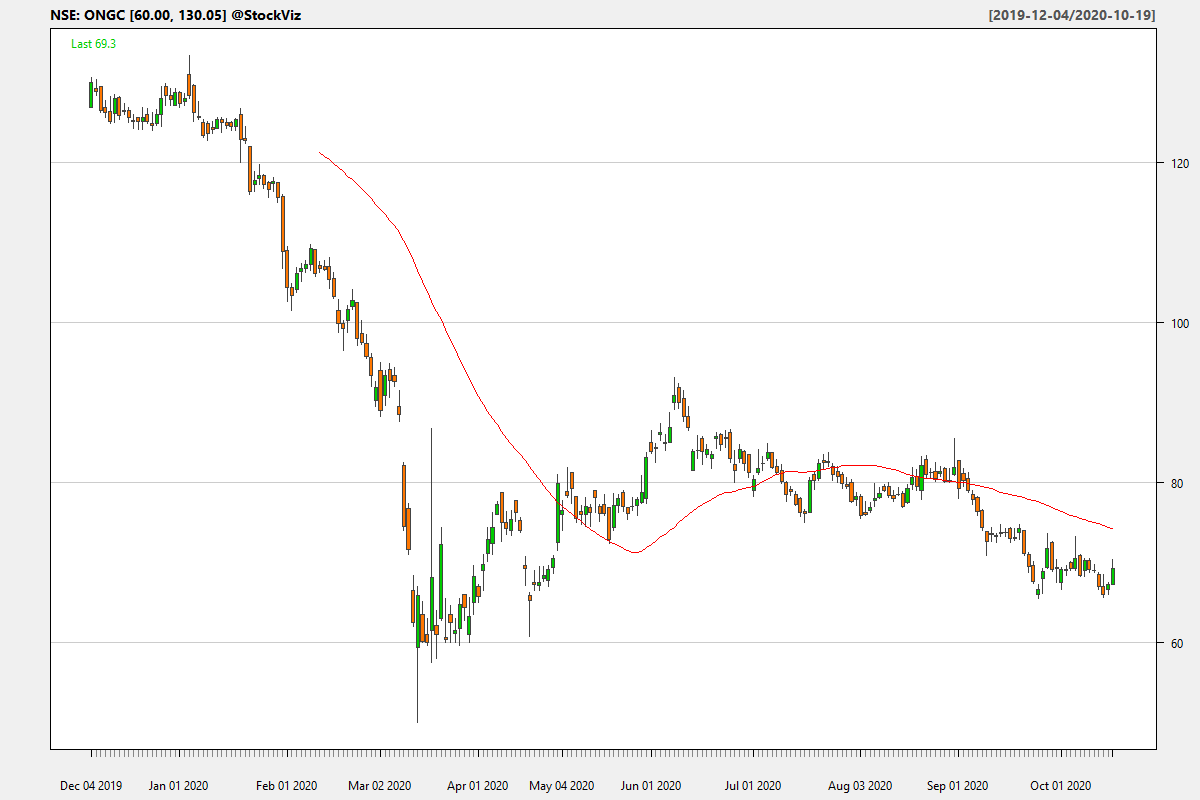 NSE: ONGC [60.00, 130.05] @StockViz [2019-12-04/2020-10-19]
Last 69.3
120
100
80
60
Dec 04 2019 Jan 01 2020 Feb 01 2020 Mar 02 2020 Apr 01 2020 May 04 2020 Jun 01 2020 Jul 01 2020 Aug 03 2020 Sep 01 2020 Oct 01 2020